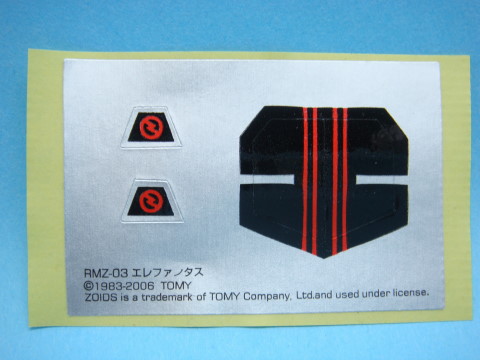 RMZ-03 エレファンタス
©1983-2006 TOMY
ZOIDS is a trademark of TOMY Company, Ltd.and used under license.